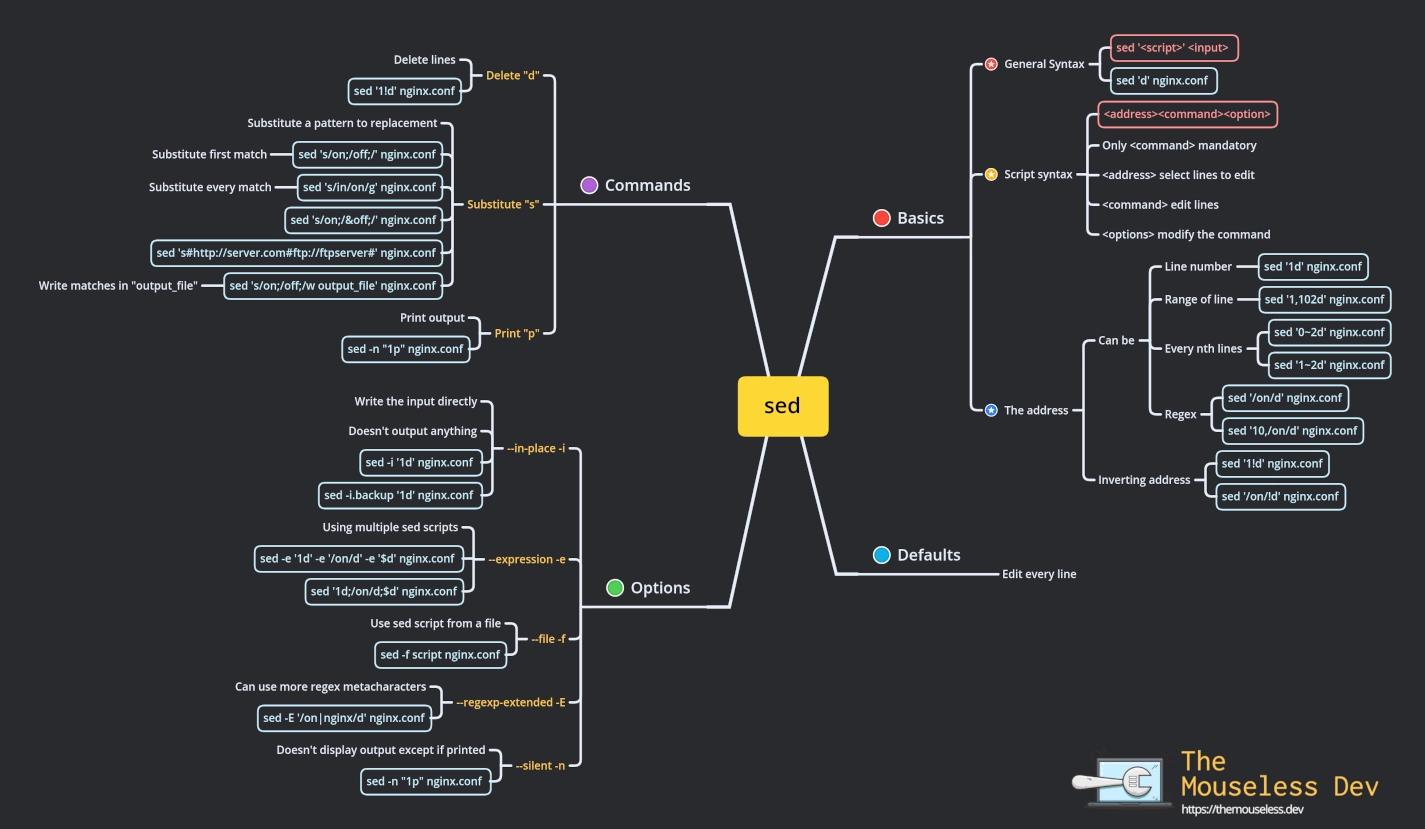 sed
Basics
General Syntax
sed '<script>' <input>
sed 'd' nginx.conf
Script syntax
<address><command><option>
Only <command> mandatory
<address> select lines to edit
<command> edit lines
<options> modify the command
The address
Can be
Line number
sed '1d' nginx.conf
Range of line
sed '1,102d' nginx.conf
Every nth lines
sed '0~2d' nginx.conf
sed '1~2d' nginx.conf
Regex
sed '/on/d' nginx.conf
sed '10,/on/d' nginx.conf
Inverting address
sed '1!d' nginx.conf
sed '/on/!d' nginx.conf
Defaults
Edit every line
Commands
Delete "d"
Delete lines
sed '1!d' nginx.conf
Substitute "s"
Substitute a pattern to replacement
Substitute first match
sed 's/on;/off;/' nginx.conf
Substitute every match
sed 's/in/on/g' nginx.conf
sed 's/on;/&off;/' nginx.conf
sed 's#http://server.com#ftp://ftpserver#' nginx.conf
Write matches in "output_file"
sed 's/on;/off;/w output_file' nginx.conf
Print "p"
Print output
sed -n "1p" nginx.conf
Options
--in-place -i
Write the input directly
Doesn't output anything
sed -i '1d' nginx.conf
sed -i.backup '1d' nginx.conf
--expression -e
Using multiple sed scripts
sed -e '1d' -e '/on/d' -e '$d' nginx.conf
sed '1d;/on/d;$d' nginx.conf
--file -f
Use sed script from a file
sed -f script nginx.conf
--regexp-extended -E
Can use more regex metacharacters
sed -E '/on|nginx/d' nginx.conf
--silent -n
Doesn't display output except if printed
sed -n "1p" nginx.conf
The
Mouseless Dev
https://themouseless.dev